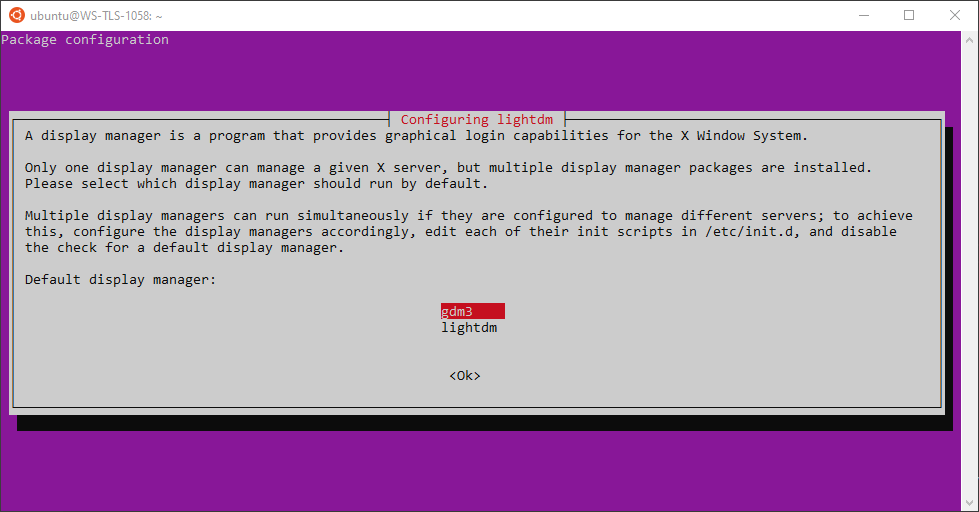 ubuntu@WS-TLS-1058: ~
Package configuration
Configuring lightdm
A display manager is a program that provides graphical login capabilities for the X Window System.
Only one display manager can manage a given X server, but multiple display manager packages are installed.
Please select which display manager should run by default.
Multiple display managers can run simultaneously if they are configured to manage different servers; to achieve
this, configure the display managers accordingly, edit each of their init scripts in /etc/init.d, and disable
the check for a default display manager.
Default display manager:
gdm3
lightdm
<Ok>